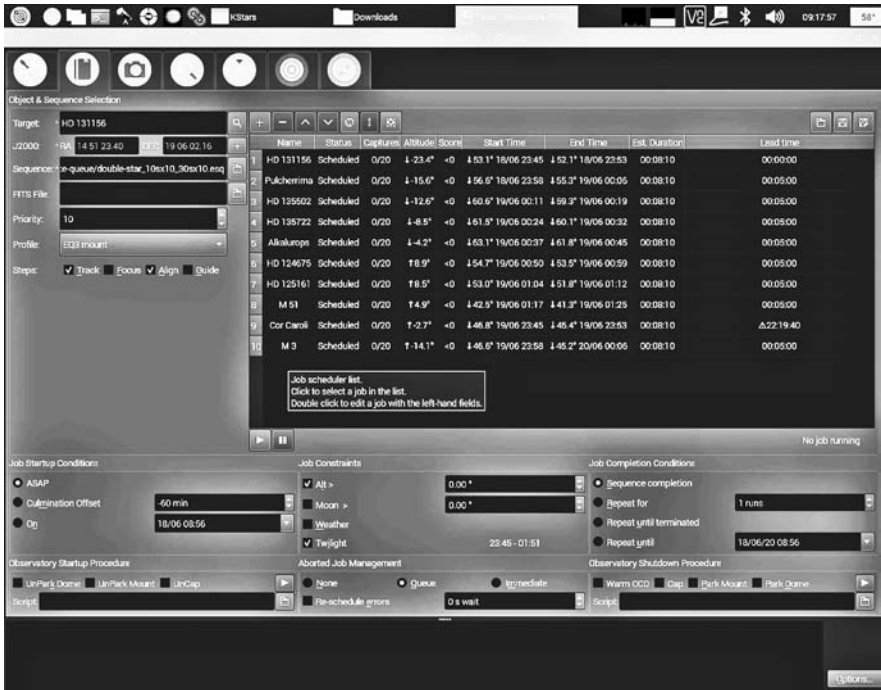 KStars Downloads 09:17:57 58°
Object & Sequence Selection
Target: HD 131156
J2000: RA 14 51 23.40 DEC 19 06 02.16
Sequence: e-queue/double-star_10sx10_30sx10.esq
FITS File:
Priority: 10
Profile: EQ3 mount
Steps: Track Focus Align Guide
Name Status Captures Altitude Score Start Time End Time Est. Duration Lead time
1 HD 131156 Scheduled 0/20 ↓-23.4° <0 ↓53.1° 18/06 23:45 ↓52.1° 18/06 23:53 00:08:10 00:00:00
2 Pulcherrima Scheduled 0/20 ↓-15.6° <0 ↓56.6° 18/06 23:58 ↓55.3° 19/06 00:06 00:08:10 00:05:00
3 HD 135502 Scheduled 0/20 ↓-12.6° <0 ↓60.6° 19/06 00:11 ↓59.3° 19/06 00:19 00:08:10 00:05:00
4 HD 135722 Scheduled 0/20 ↓-8.5° <0 ↓61.5° 19/06 00:24 ↓60.1° 19/06 00:32 00:08:10 00:05:00
5 Alkalurops Scheduled 0/20 ↓-4.2° <0 ↓63.1° 19/06 00:37 ↓61.8° 19/06 00:45 00:08:10 00:05:00
6 HD 124675 Scheduled 0/20 ↑8.9° <0 ↓54.7° 19/06 00:50 ↓53.5° 19/06 00:59 00:08:10 00:05:00
7 HD 125161 Scheduled 0/20 ↑8.5° <0 ↓53.0° 19/06 01:04 ↓51.8° 19/06 01:12 00:08:10 00:05:00
8 M 51 Scheduled 0/20 ↑4.9° <0 ↓42.5° 19/06 01:17 ↓41.3° 19/06 01:25 00:08:10 00:05:00
9 Cor Caroli Scheduled 0/20 ↑-2.7° <0 ↓46.8° 19/06 23:45 ↓45.4° 19/06 23:53 00:08:10 ⚠22:19:40
10 M 3 Scheduled 0/20 ↑-14.1° <0 ↓46.6° 19/06 23:58 ↓45.2° 20/06 00:06 00:08:10 00:05:00
Job scheduler list.
Click to select a job in the list.
Double click to edit a job with the left-hand fields.
No job running
Job Startup Conditions Job Constraints Job Completion Conditions
ASAP Alt > 0.00 ° Sequence completion
Culmination Offset -60 min Moon > 0.00 ° Repeat for 1 runs
On 18/06 08:56 Weather Repeat until terminated
Twilight 23:45 - 01:51 Repeat until 18/06/20 08:56
Observatory Startup Procedure Aborted Job Management Observatory Shutdown Procedure
UnPark Dome UnPark Mount UnCap None Queue Immediate Warm CCD Cap Park Mount Park Dome
Script: Re-schedule errors 0 s wait Script:
Options...